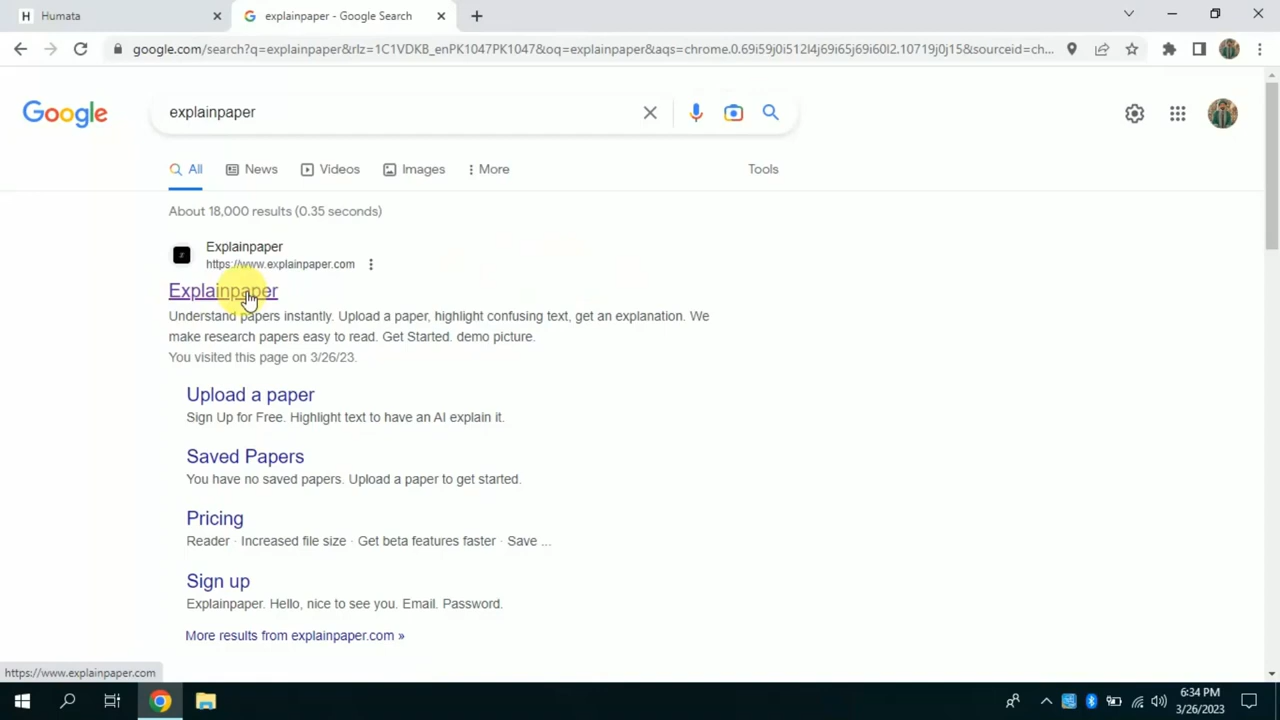 Humata
explainpaper - Google Search
google.com/search?q=explainpaper&rlz=1C1VDKB_enPK1047PK1047&oq=explainpaper&aqs=chrome.0.69i59j0i512l4j69i65j69i60l2.10719j0j15&sourceid=ch...
Google
explainpaper
All
News
Videos
Images
More
Tools
About 18,000 results (0.35 seconds)
Explainpaper
https://www.explainpaper.com
Explainpaper
Understand papers instantly. Upload a paper, highlight confusing text, get an explanation. We
make research papers easy to read. Get Started. demo picture.
You visited this page on 3/26/23.
Upload a paper
Sign Up for Free. Highlight text to have an AI explain it.
Saved Papers
You have no saved papers. Upload a paper to get started.
Pricing
Reader · Increased file size · Get beta features faster · Save ...
Sign up
Explainpaper. Hello, nice to see you. Email. Password.
More results from explainpaper.com »
https://www.explainpaper.com
6:34 PM
3/26/2023